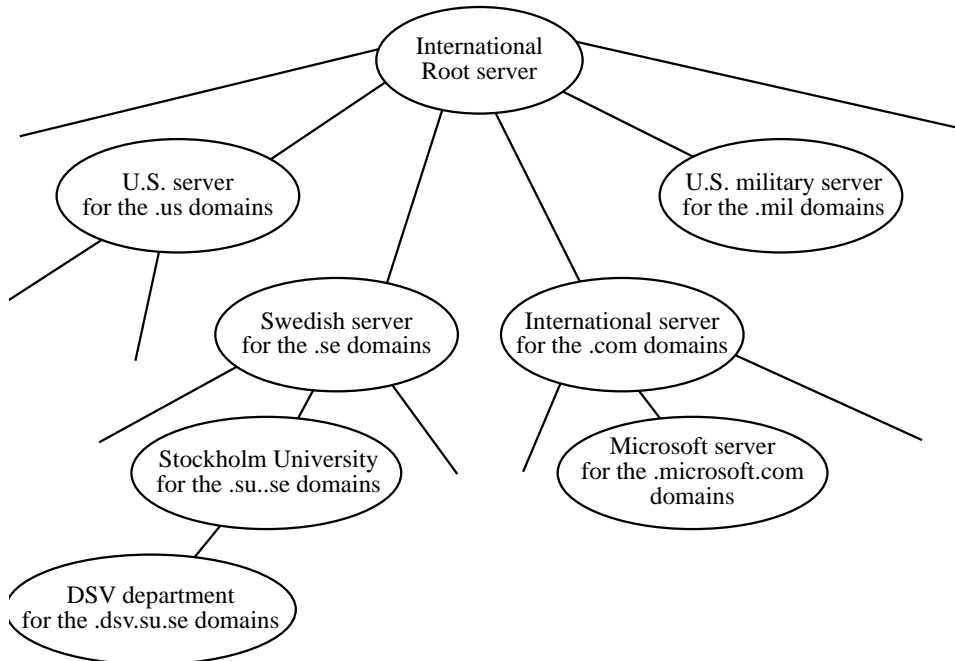 International
Root server
U.S. server
for the .us domains
U.S. military server
for the .mil domains
Swedish server
for the .se domains
International server
for the .com domains
Stockholm University
for the .su..se domains
Microsoft server
for the .microsoft.com
domains
DSV department
for the .dsv.su.se domains